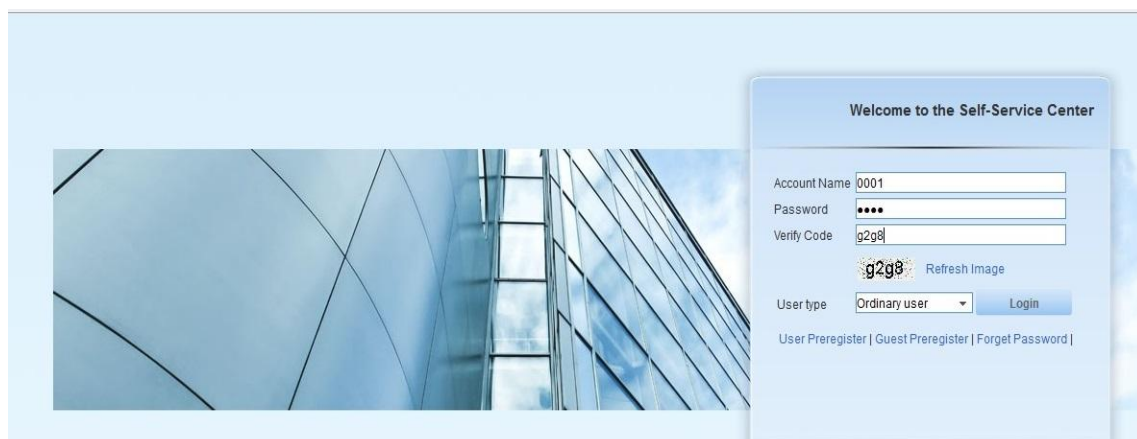 Welcome to the Self-Service Center
Account Name 0001
Password ••••
Verify Code g2g8
g2g8 Refresh Image
User type Ordinary user Login
User Preregister | Guest Preregister | Forget Password |